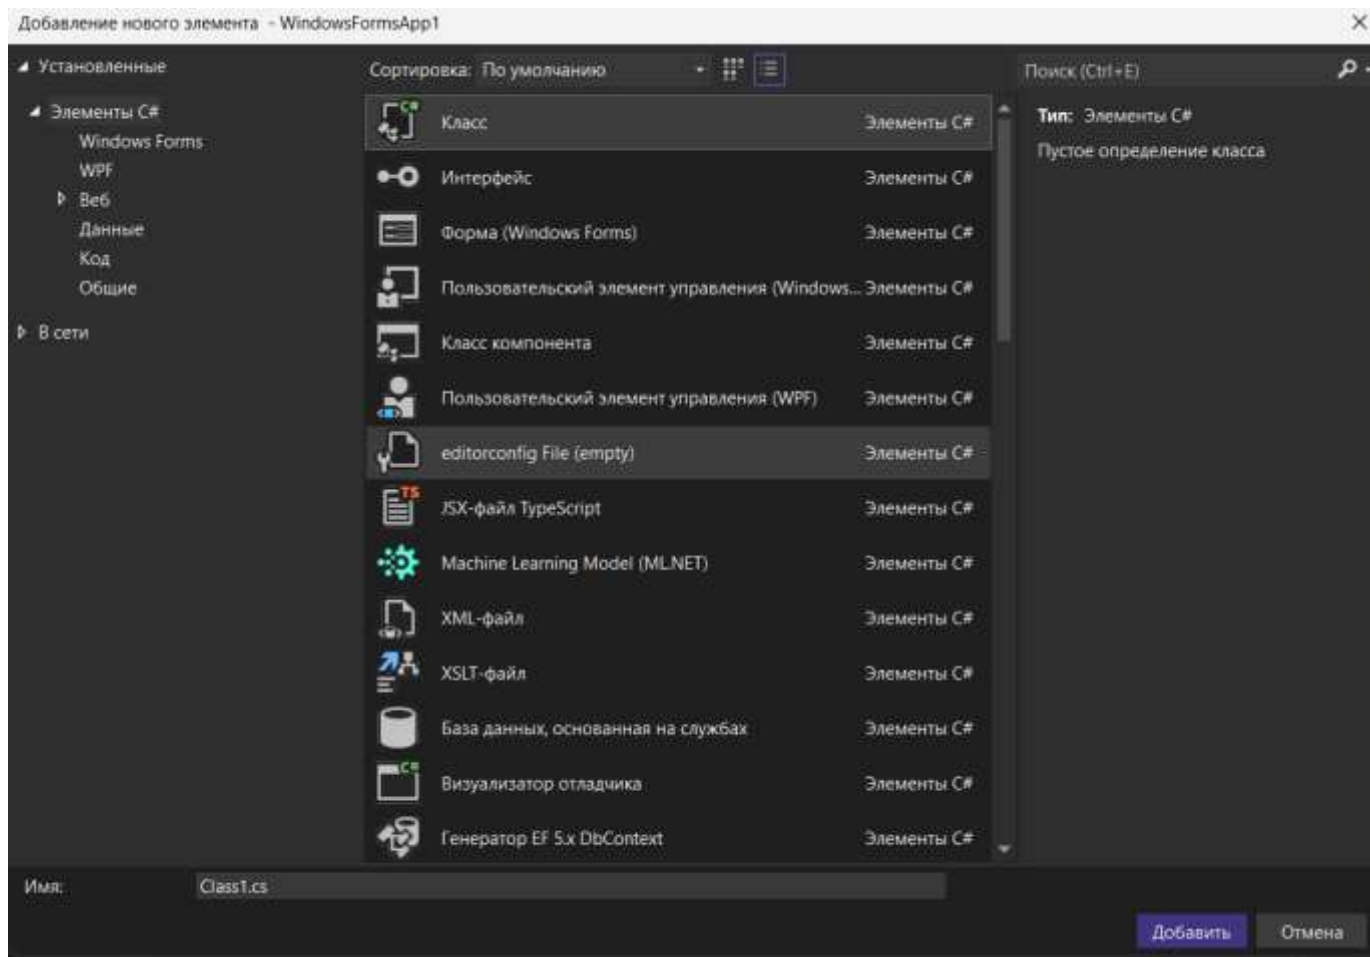 Добавление нового элемента - WindowsFormsApp1
Установленные
Элементы C#
Windows Forms
WPF
Веб
Данные
Код
Общие
В сети
Сортировка: По умолчанию
Класс Элементы C#
Интерфейс Элементы C#
Форма (Windows Forms) Элементы C#
Пользовательский элемент управления (Windows... Элементы C#
Класс компонента Элементы C#
Пользовательский элемент управления (WPF) Элементы C#
editorconfig File (empty) Элементы C#
JSX-файл TypeScript Элементы C#
Machine Learning Model (ML.NET) Элементы C#
XML-файл Элементы C#
XSLT-файл Элементы C#
База данных, основанная на службах Элементы C#
Визуализатор отладчика Элементы C#
Генератор EF 5.x DbContext Элементы C#
Поиск (Ctrl+E)
Тип: Элементы C#
Пустое определение класса
Имя: Class1.cs
Добавить Отмена